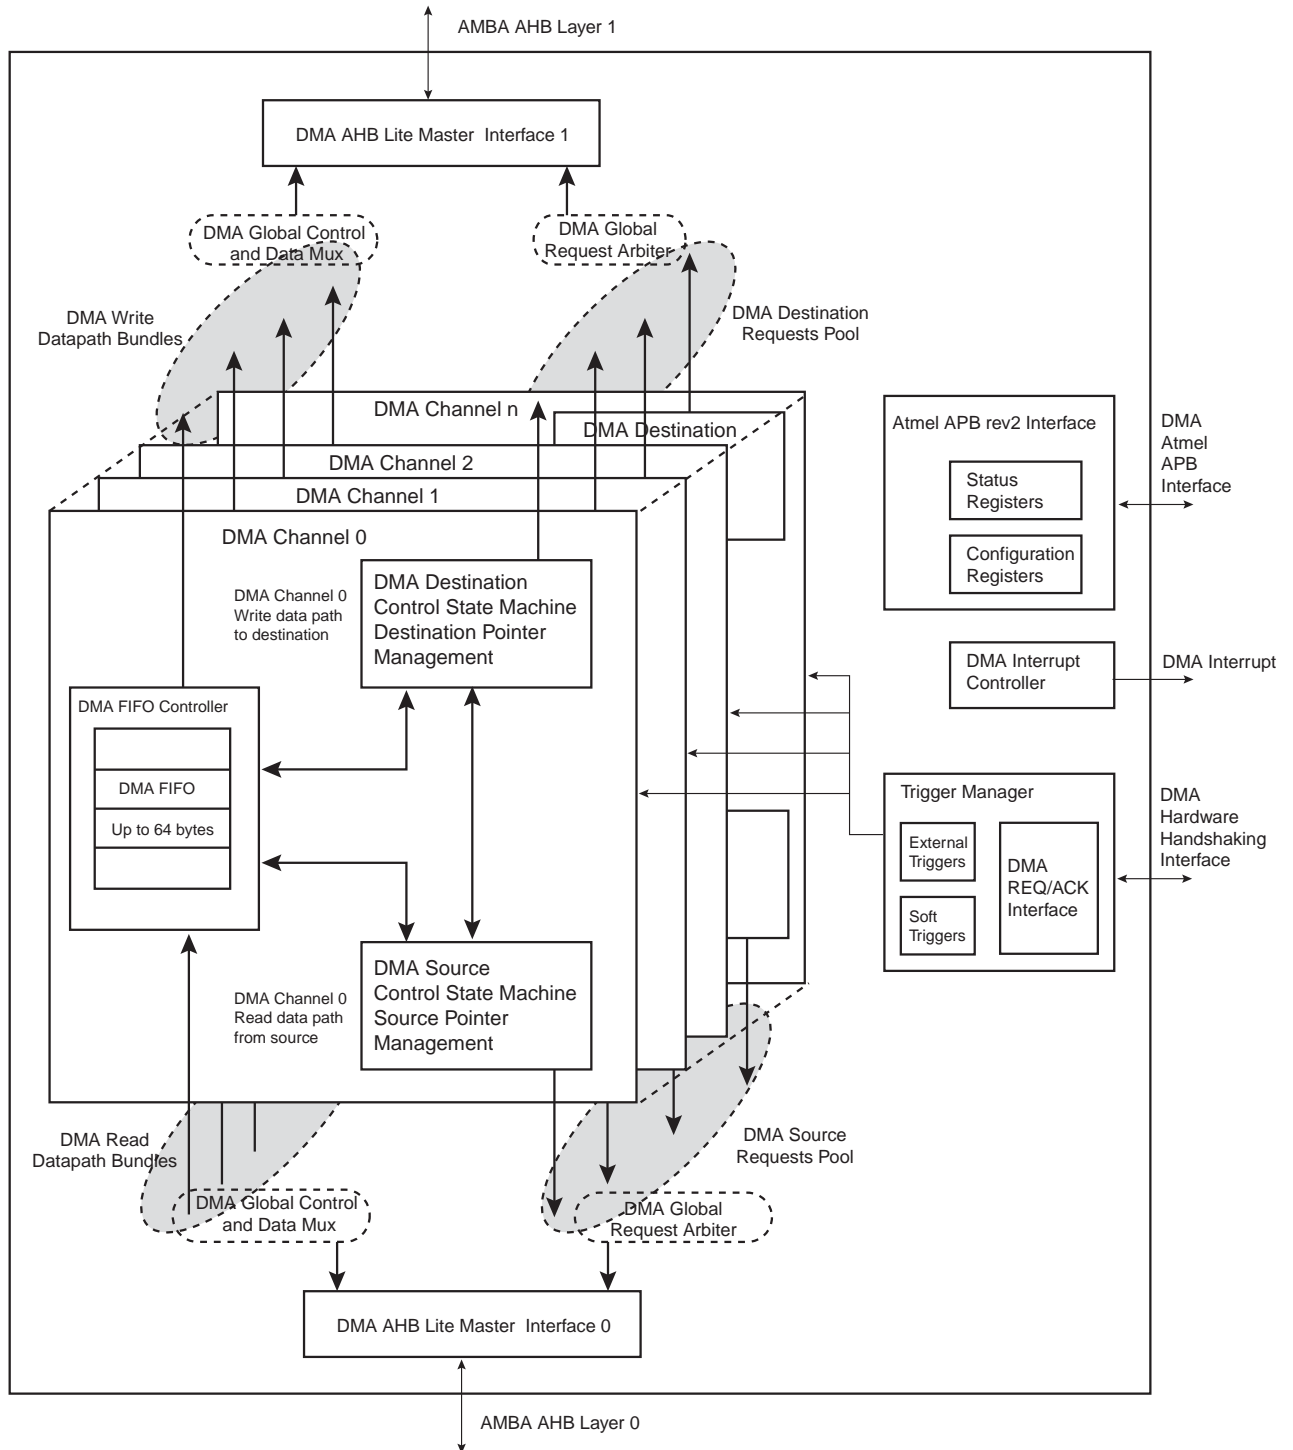 AMBA AHB Layer 1
DMA AHB Lite Master Interface 1
DMA Global Control
and Data Mux
DMA Global
Request Arbiter
DMA Write
Datapath Bundles
DMA Destination
Requests Pool
DMA Channel n
DMA Destination
DMA Channel 2
DMA Channel 1
DMA Channel 0
Atmel APB rev2 Interface
Status
Registers
Configuration
Registers
DMA
Atmel
APB
Interface
DMA Channel 0
Write data path
to destination
DMA Destination
Control State Machine
Destination Pointer
Management
DMA Interrupt
Controller
DMA Interrupt
DMA FIFO Controller
DMA FIFO
Up to 64 bytes
Trigger Manager
External
Triggers
Soft
Triggers
DMA
REQ/ACK
Interface
DMA
Hardware
Handshaking
Interface
DMA Channel 0
Read data path
from source
DMA Source
Control State Machine
Source Pointer
Management
DMA Read
Datapath Bundles
DMA Source
Requests Pool
DMA Global Control
and Data Mux
DMA Global
Request Arbiter
DMA AHB Lite Master Interface 0
AMBA AHB Layer 0